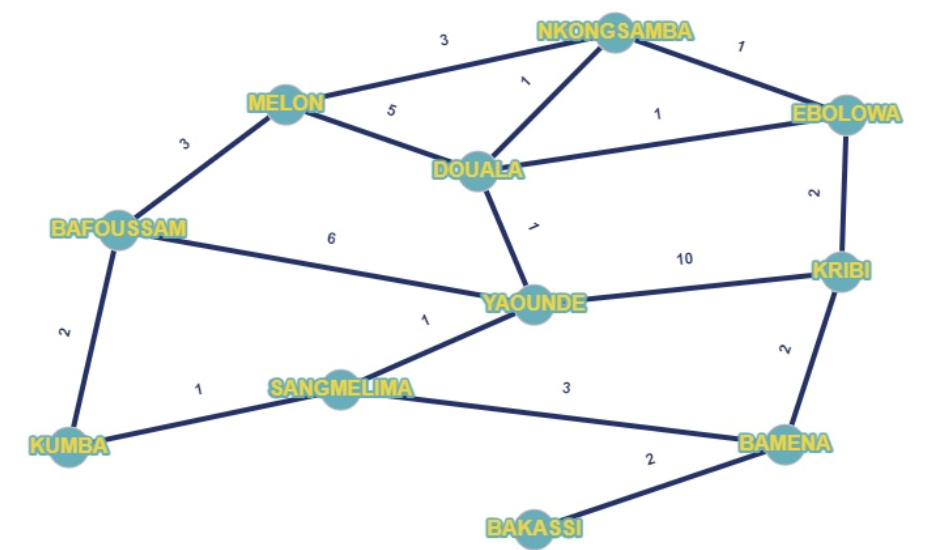 NKONGSAMBA
3
1
MELON
5
1
1
EBOLOWA
3
DOUALA
2
BAFOUSSAM
1
6
10
KRIBI
YAOUNDE
2
1
2
1
SANGMELIMA
3
KUMBA
BAMENA
2
BAKASSI